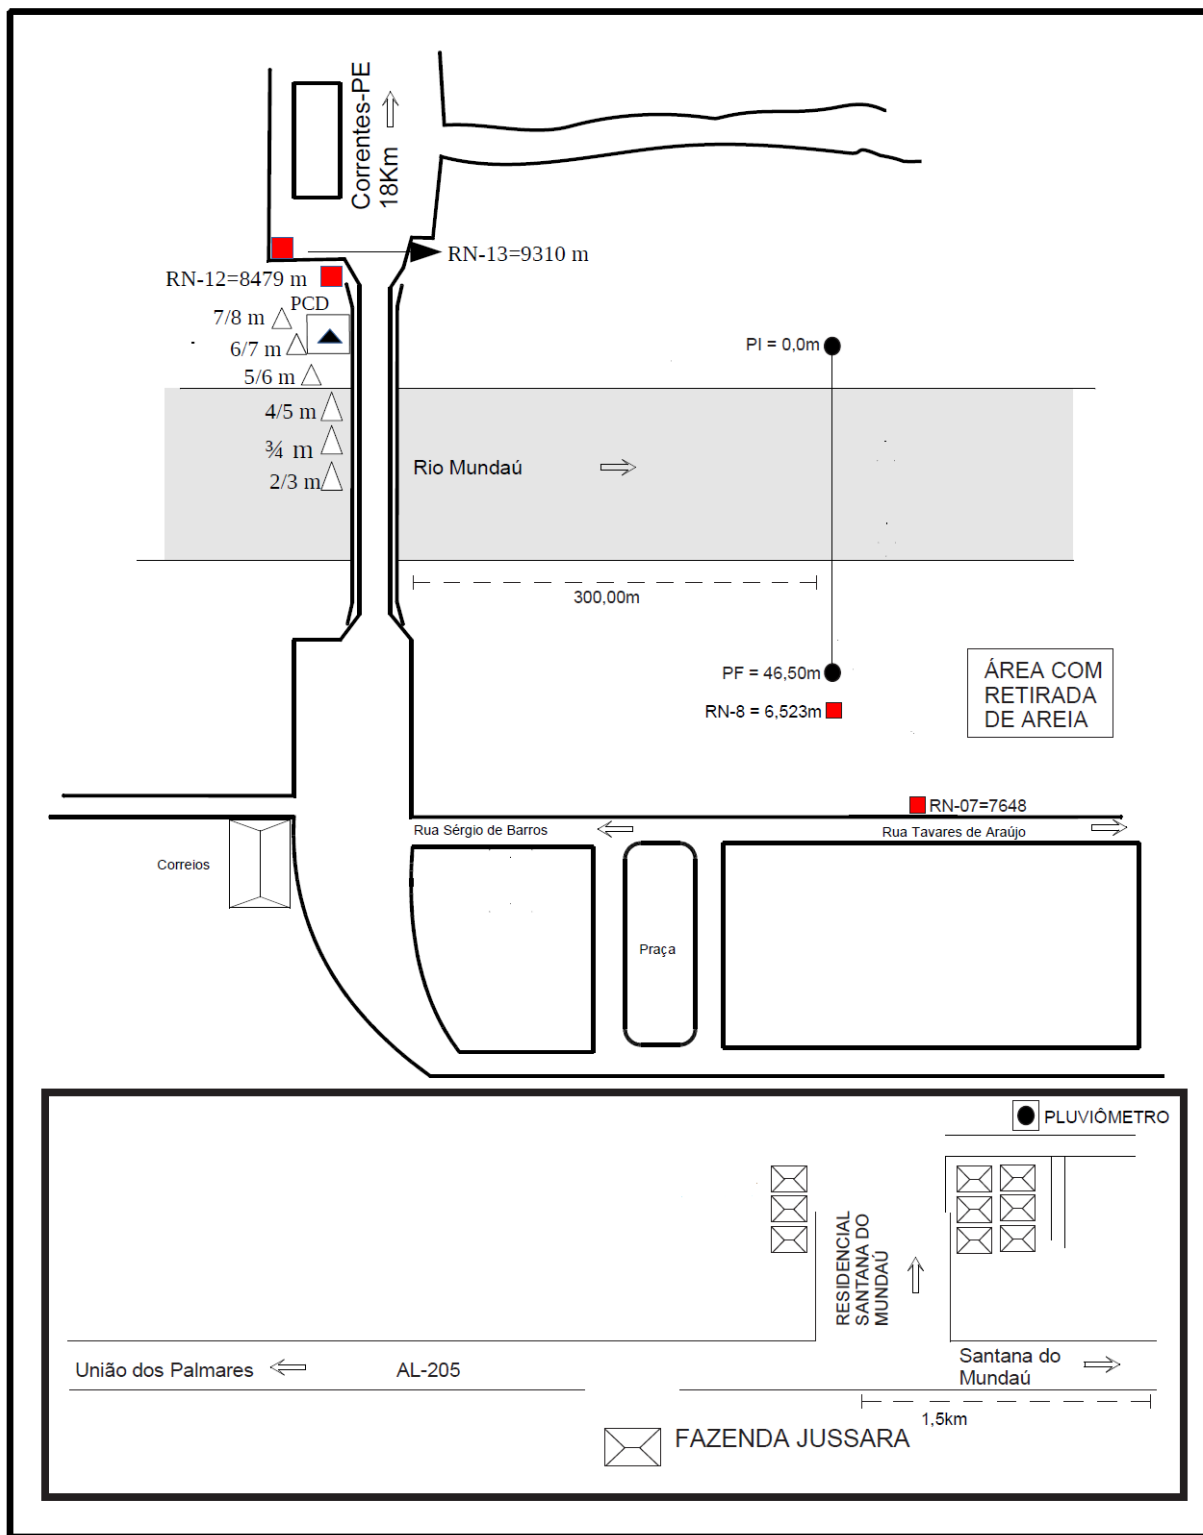 Correntes-PE
18Km
RN-13=9310 m
RN-12=8479 m
PCD
7/8 m
6/7 m
5/6 m
4/5 m
¾ m
2/3 m
PI = 0,0m
Rio Mundaú
300,00m
PF = 46,50m
RN-8 = 6,523m
ÁREA COM
RETIRADA
DE AREIA
RN-07=7648
Rua Sérgio de Barros
Rua Tavares de Araújo
Correios
Praça
PLUVIÔMETRO
RESIDENCIAL
SANTANA DO
MUNDAÚ
União dos Palmares
AL-205
Santana do
Mundaú
1,5km
FAZENDA JUSSARA